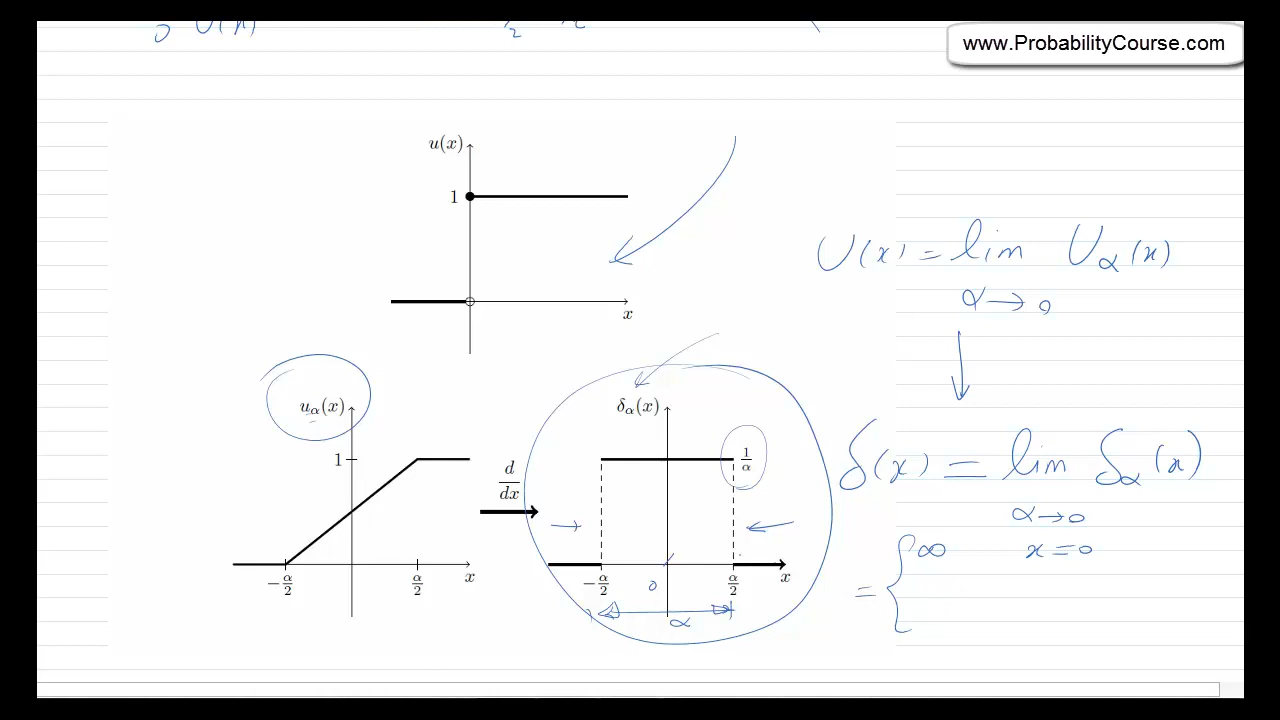 www.ProbabilityCourse.com
u(x)
1
x
U(x) = lim U_α(x)
α → 0
u_α(x)
1
-α/2
α/2
x
d/dx
δ_α(x)
1/α
-α/2
0
α/2
x
α
δ(x) = lim δ_α(x)
α→0
= { ∞ x=0